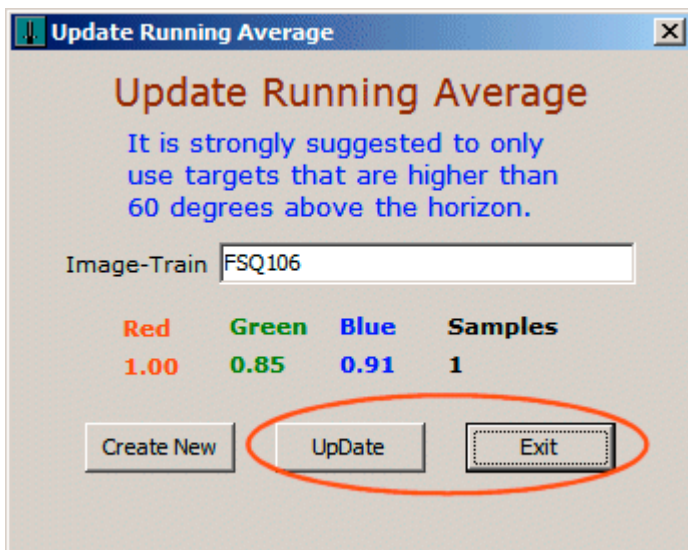 Update Running Average
Update Running Average
It is strongly suggested to only
use targets that are higher than
60 degrees above the horizon.
Image-Train FSQ106
Red Green Blue Samples
1.00 0.85 0.91 1
Create New UpDate Exit